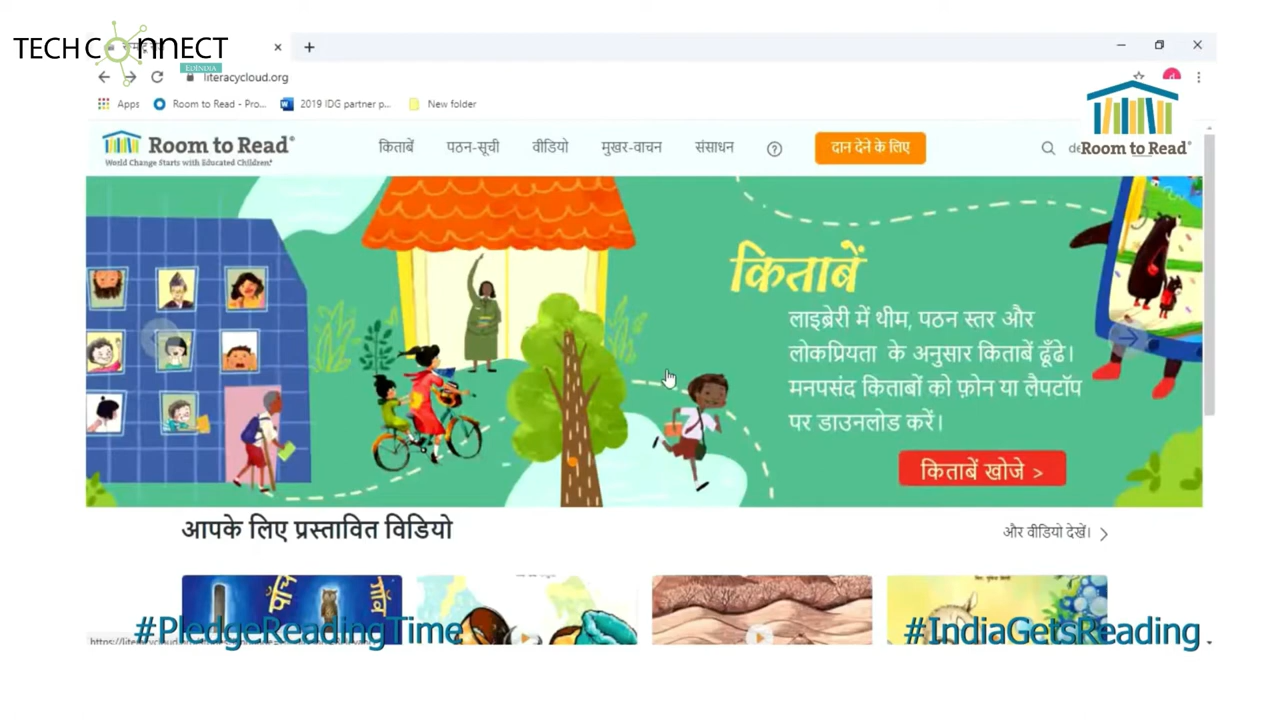 TECH CONNECT
EdINDIA
literacycloud.org
Apps
Room to Read - Pro...
2019 IDG partner p...
New folder
Room to Read®
World Change Starts with Educated Children.®
किताबें
पठन-सूची
वीडियो
मुखर-वाचन
संसाधन
दान देने के लिए
Room to Read®
किताबें
लाइब्रेरी में थीम, पठन स्तर और
लोकप्रियता के अनुसार किताबें ढूँढे।
मनपसंद किताबों को फ़ोन या लैपटॉप
पर डाउनलोड करें।
किताबें खोजे >
आपके लिए प्रस्तावित विडियो
और वीडियो देखें।
#PledgeReadingTime
#IndiaGetsReading